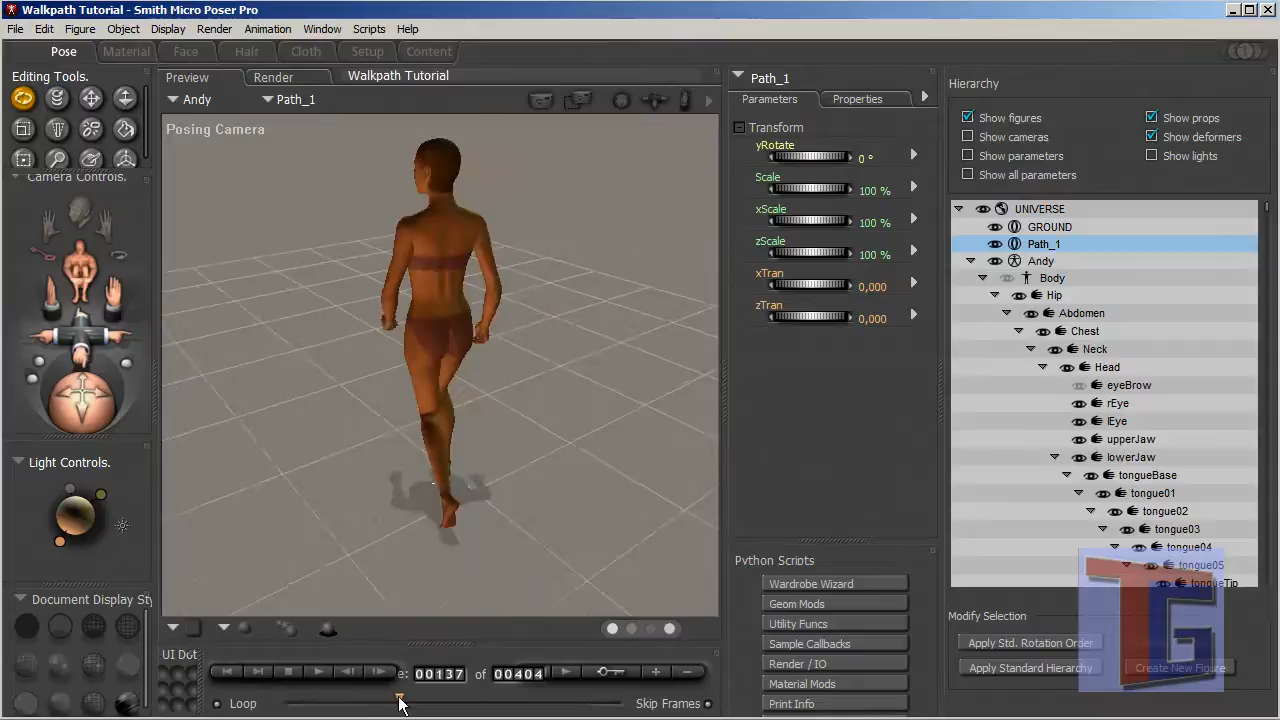 Walkpath Tutorial - Smith Micro Poser Pro
File Edit Figure Object Display Render Animation Window Scripts Help
Pose Material Face Hair Cloth Setup Content
Editing Tools.
Camera Controls.
Light Controls.
Document Display Sty
UI Dot
Preview Render Walkpath Tutorial
Andy Path_1
Posing Camera
e: 00137 of 00404
Loop Skip Frames
Path_1
Parameters Properties
Transform
yRotate
0 °
Scale
100 %
xScale
100 %
zScale
100 %
xTran
0,000
zTran
0,000
Python Scripts
Wardrobe Wizard
Geom Mods
Utility Funcs
Sample Callbacks
Render / IO
Material Mods
Print Info
Hierarchy
Show figures Show props
Show cameras Show deformers
Show parameters Show lights
Show all parameters
UNIVERSE
GROUND
Path_1
Andy
Body
Hip
Abdomen
Chest
Neck
Head
eyeBrow
rEye
lEye
upperJaw
lowerJaw
tongueBase
tongue01
tongue02
tongue03
tongue04
tongue05
tongueTip
Modify Selection
Apply Std. Rotation Order
Apply Standard Hierarchy Create New Figure
TG